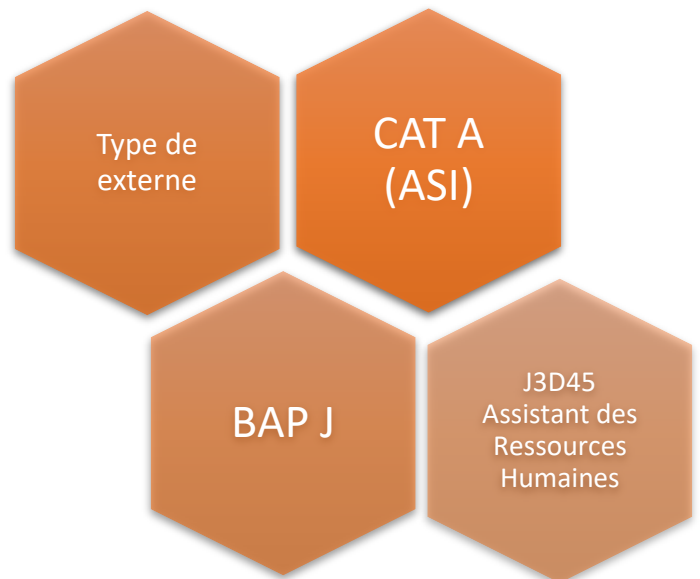 Type de
externe
CAT A
(ASI)
BAP J
J3D45
Assistant des
Ressources
Humaines